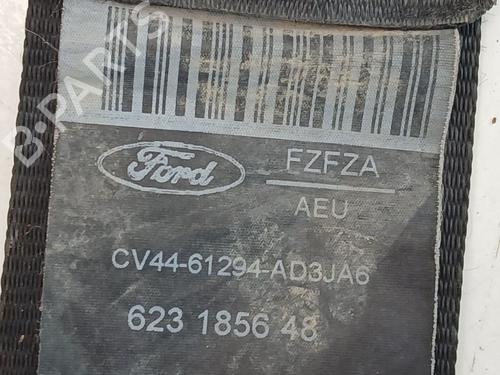 B-PARTS
Ford
FZFZA
AEU
CV44-61294-AD3JA6
623 1856 48